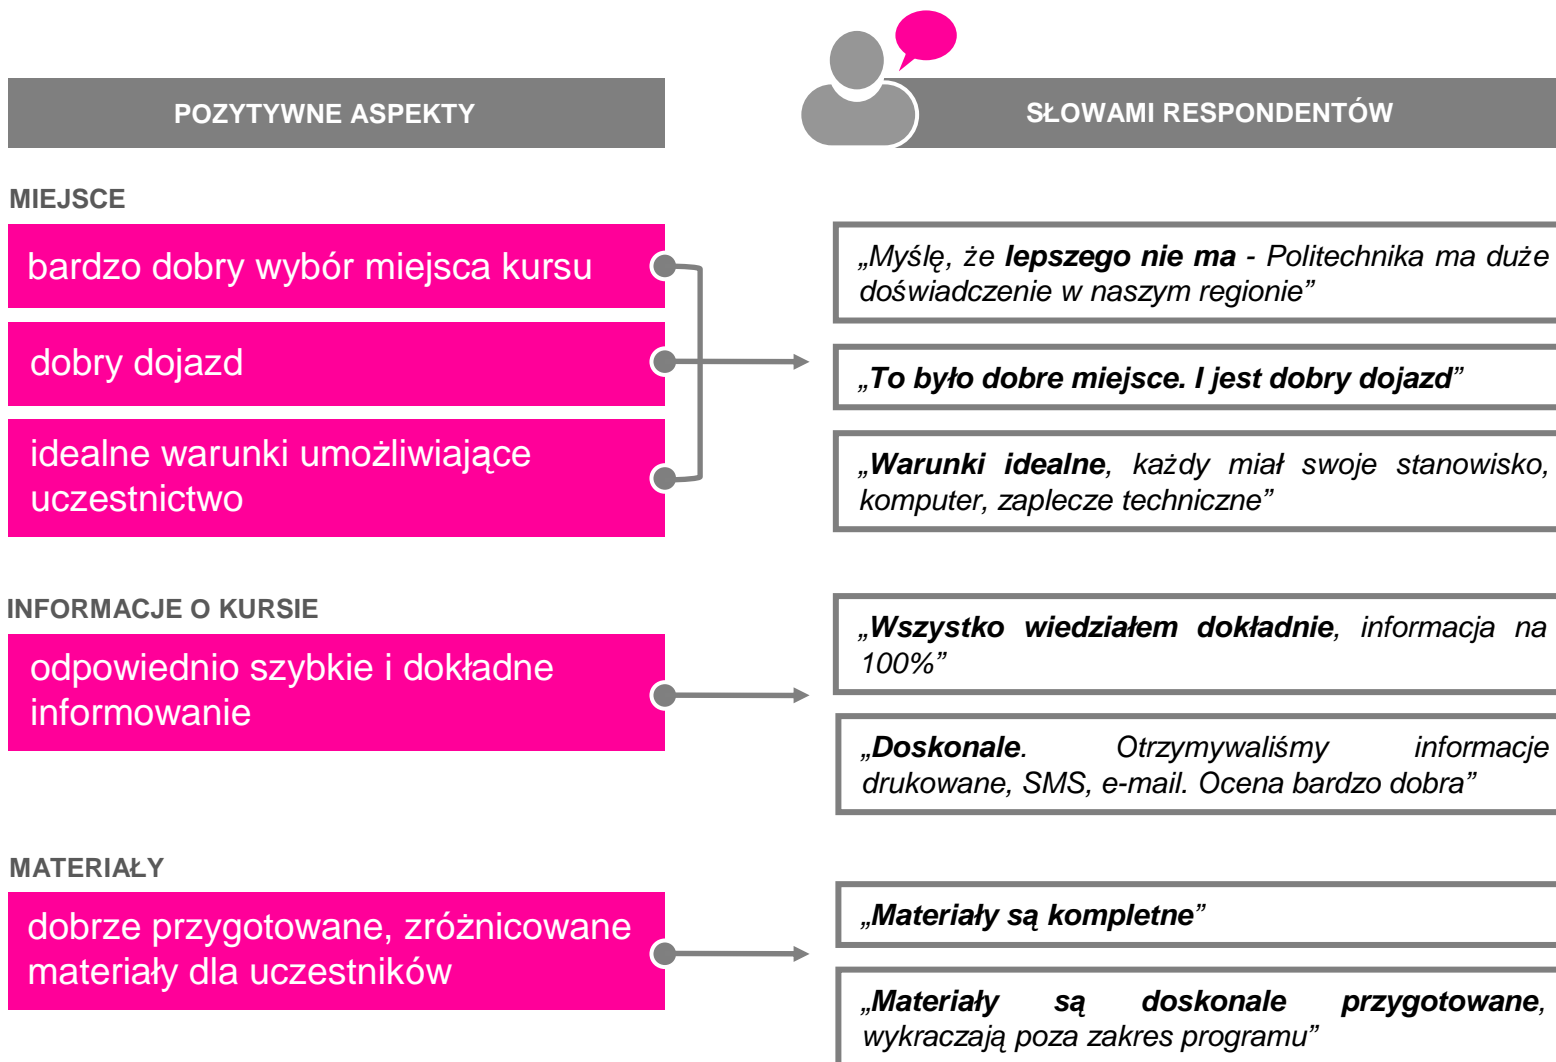 POZYTYWNE ASPEKTY
SŁOWAMI RESPONDENTÓW
MIEJSCE
bardzo dobry wybór miejsca kursu
dobry dojazd
idealne warunki umożliwiające
uczestnictwo
„Myślę, że lepszego nie ma - Politechnika ma duże
doświadczenie w naszym regionie”
„To było dobre miejsce. I jest dobry dojazd”
„Warunki idealne, każdy miał swoje stanowisko,
komputer, zaplecze techniczne”
INFORMACJE O KURSIE
odpowiednio szybkie i dokładne
informowanie
„Wszystko wiedziałem dokładnie, informacja na
100%”
„Doskonale. Otrzymywaliśmy informacje
drukowane, SMS, e-mail. Ocena bardzo dobra”
MATERIAŁY
dobrze przygotowane, zróżnicowane
materiały dla uczestników
„Materiały są kompletne”
„Materiały są doskonale przygotowane,
wykraczają poza zakres programu”